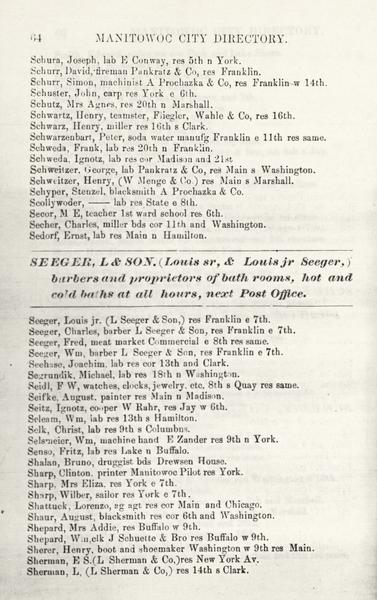 64 MANITOWOC CITY DIRECTORY.
Schura, Joseph, lab E Conway, res 5th n York.
Schurr, David, fireman Pankratz & Co, res Franklin.
Schurr, Simon, machinist A Prochazka & Co, res Franklin w 14th.
Schuster, John, carp res York e 6th.
Schutz, Mrs Agnes, res 20th n Marshall.
Schwartz, Henry, teamster, Fliegler, Wahle & Co, res 16th.
Schwarz, Henry, miller res 16th s Clark.
Schwarzenbart, Peter, soda water manufg Franklin e 11th res same.
Schweda, Frank, lab res 20th n Franklin.
Schweda, Ignotz, lab res cor Madison and 21st
Schweitzer, George, lab Pankratz & Co, res Main s Washington.
Schweitzer, Henry, (W Menge & Co.) res Main s Marshall.
Schyper, Stenzel, blacksmith A Prochazka & Co.
Scollywoder, —— lab res State e 8th.
Secor, M E, teacher 1st ward school res 6th.
Seeher, Charles, miller bds cor 11th and Washington.
Sedorf, Ernst, lab res Main n Hamilton.
SEEGER, L & SON, (Louis sr, & Louis jr Seeger,)
barbers and proprietors of bath rooms, hot and
cold baths at all hours, next Post Office.
Seeger, Louis jr. (L Seeger & Son,) res Franklin e 7th.
Seeger, Charles, barber L Seeger & Son, res Franklin e 7th.
Seeger, Fred, meat market Commercial e 8th res same.
Seeger, Wm, barber L Seeger & Son, res Franklin e 7th.
Seehase, Joachim, lab res cor 13th and Clark.
Segrundik, Michael, lab res 18th n Washington.
Seidl, F W, watches, clocks, jewelry, etc. 8th s Quay res same.
Seifke, August, painter res Main n Madison.
Seitz, Ignotz, cooper W Rahr, res Jay w 6th.
Seleam, Wm, lab res 13th s Hamilton.
Selk, Christ, lab res 9th s Columbus.
Selsmeier, Wm, machine hand E Zander res 9th n York.
Senso, Fritz, lab res Lake n Buffalo.
Shalan, Bruno, druggist bds Drewsen House.
Sharp, Clinton, printer Manitowoc Pilot res York.
Sharp, Mrs Eliza, res York e 7th.
Sharp, Wilber, sailor res York e 7th.
Shattuck, Lorenzo, eg agt res cor Main and Chicago.
Shaur, August, blacksmith res cor 6th and Washington.
Shepard, Mrs Addie, res Buffalo w 9th.
Shepard, Wm, clk J Schuette & Bro res Buffalo w 9th.
Sherer, Henry, boot and shoemaker Washington w 9th res Main.
Sherman, E S. (L Sherman & Co,) res New York Av.
Sherman, L, (L Sherman & Co,) res 14th s Clark.